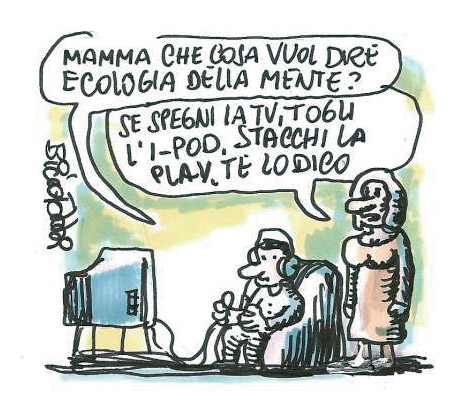 MAMMA CHE COSA VUOL DIRE
ECOLOGIA DELLA MENTE?
SE SPEGNI LA TV, TOGLI
L'I-POD, STACCHI LA
PLAY, TE LO DICO